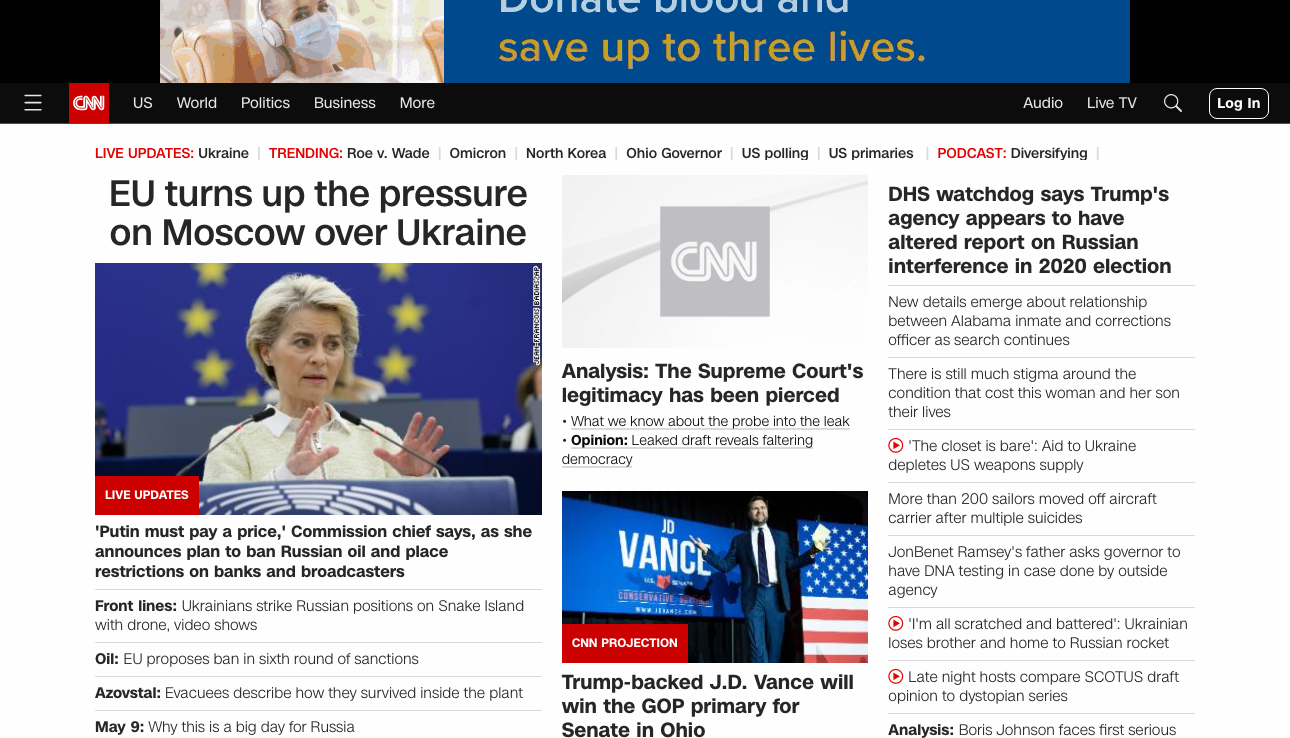 Donate blood and
save up to three lives.
CNN US World Politics Business More Audio Live TV Log In
LIVE UPDATES: Ukraine | TRENDING: Roe v. Wade | Omicron | North Korea | Ohio Governor | US polling | US primaries | PODCAST: Diversifying |
EU turns up the pressure
on Moscow over Ukraine
JEAN-FRANCOIS BADIAS/AP
LIVE UPDATES
'Putin must pay a price,' Commission chief says, as she
announces plan to ban Russian oil and place
restrictions on banks and broadcasters
Front lines: Ukrainians strike Russian positions on Snake Island
with drone, video shows
Oil: EU proposes ban in sixth round of sanctions
Azovstal: Evacuees describe how they survived inside the plant
May 9: Why this is a big day for Russia
CNN
Analysis: The Supreme Court's
legitimacy has been pierced
• What we know about the probe into the leak
• Opinion: Leaked draft reveals faltering
democracy
JD
VANCE
U.S. SENATE
CONSERVATIVE
WWW.JDVANCE.COM
CNN PROJECTION
Trump-backed J.D. Vance will
win the GOP primary for
Senate in Ohio
DHS watchdog says Trump's
agency appears to have
altered report on Russian
interference in 2020 election
New details emerge about relationship
between Alabama inmate and corrections
officer as search continues
There is still much stigma around the
condition that cost this woman and her son
their lives
'The closet is bare': Aid to Ukraine
depletes US weapons supply
More than 200 sailors moved off aircraft
carrier after multiple suicides
JonBenet Ramsey's father asks governor to
have DNA testing in case done by outside
agency
'I'm all scratched and battered': Ukrainian
loses brother and home to Russian rocket
Late night hosts compare SCOTUS draft
opinion to dystopian series
Analysis: Boris Johnson faces first serious